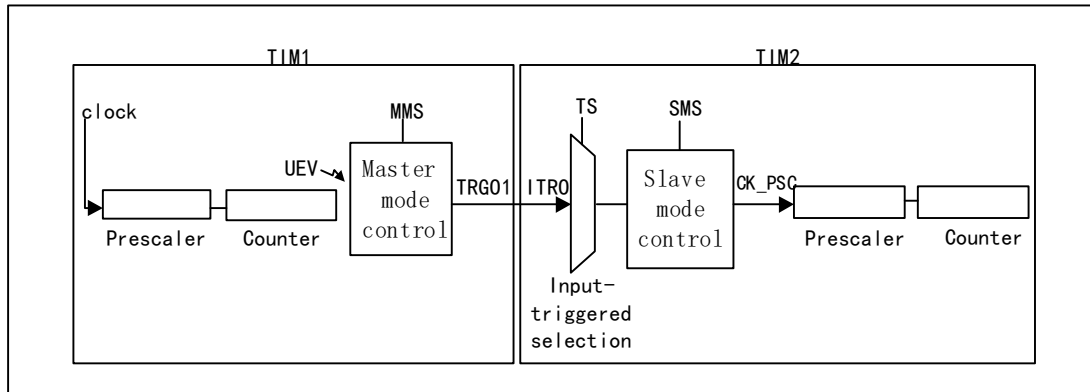 TIM1
TIM2
clock
MMS
TS
SMS
UEV
Master
mode
control
TRGO1
ITR0
Slave
mode
control
CK_PSC
Prescaler
Counter
Prescaler
Counter
Input-
triggered
selection